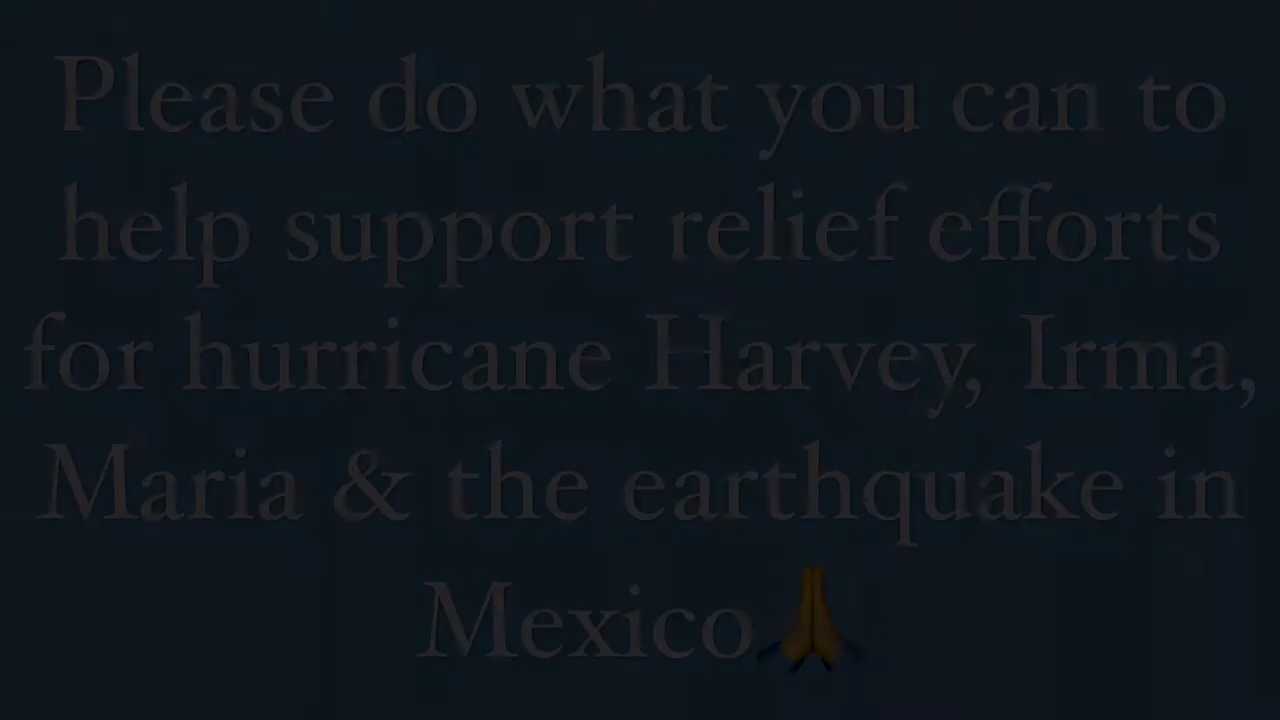 Please do what you can to
help support relief efforts
for hurricane Harvey, Irma,
Maria & the earthquake in
Mexico🙏